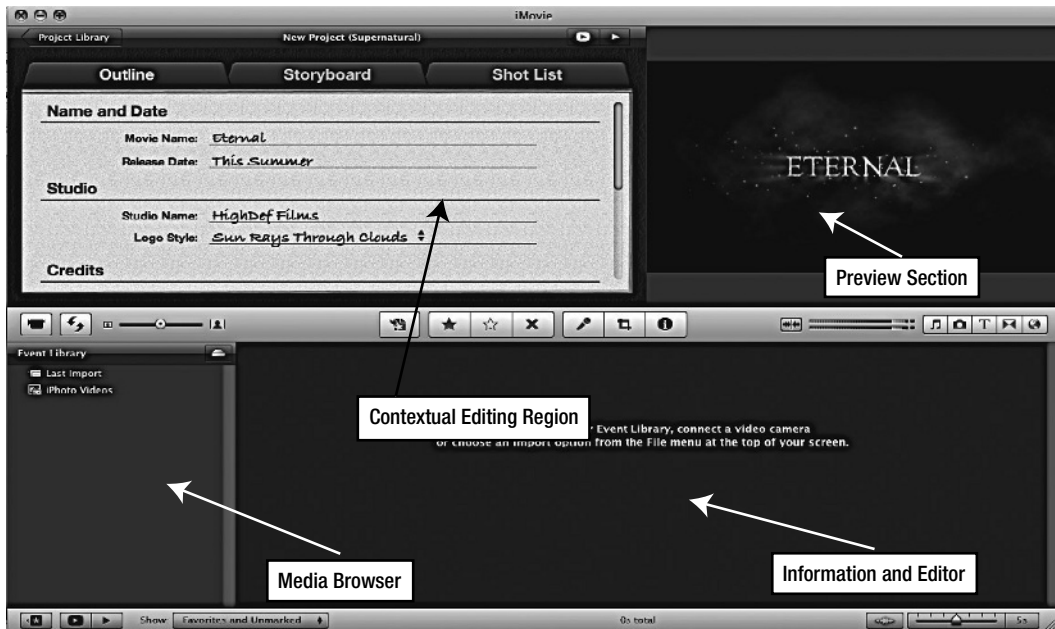 iMovie
Project Library
New Project (Supernatural)
Outline
Storyboard
Shot List
Name and Date
Movie Name: Eternal
Release Date: This Summer
Studio
Studio Name: HighDef Films
Logo Style: Sun Rays Through Clouds
Credits
ETERNAL
Preview Section
Event Library
Last Import
iPhoto Videos
Contextual Editing Region
Event Library, connect a video camera
or choose an import option from the File menu at the top of your screen.
Media Browser
Information and Editor
Show: Favorites and Unmarked
0s total
5s